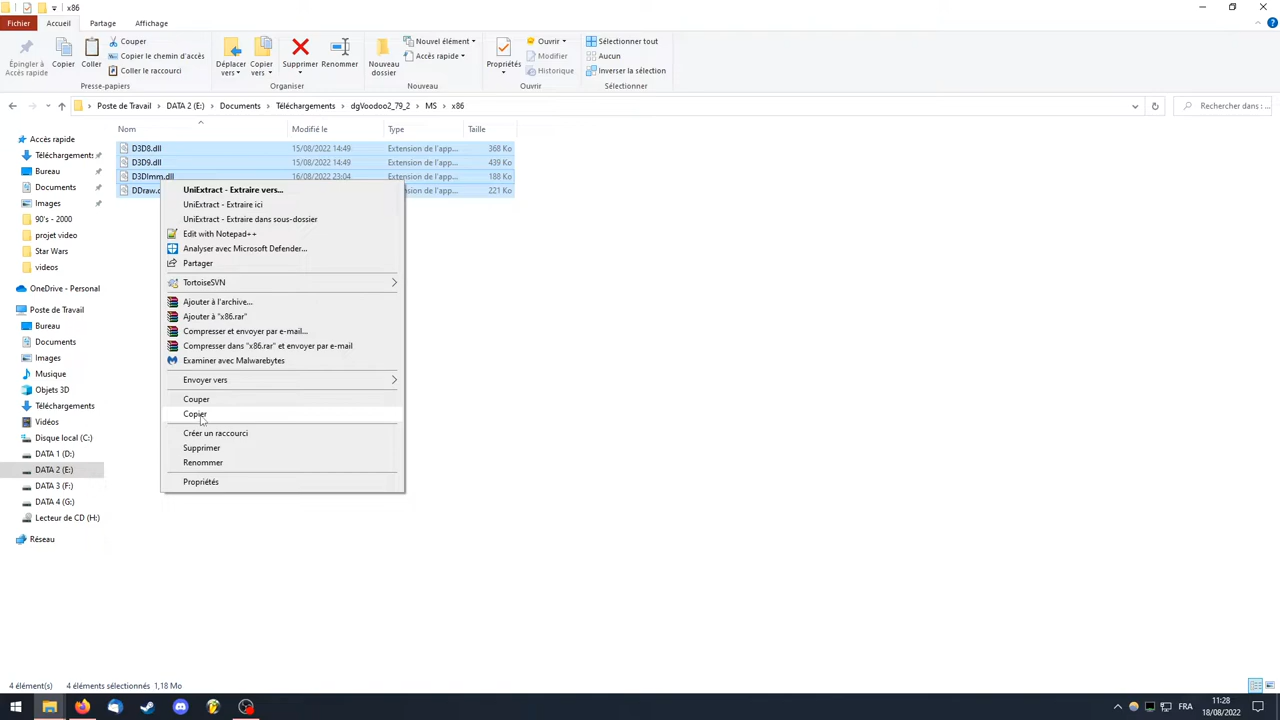 x86
Fichier Accueil Partage Affichage
Épingler à Accès rapide
Copier
Coller
Couper
Copier le chemin d'accès
Coller le raccourci
Presse-papiers
Déplacer vers
Copier vers
Supprimer
Renommer
Organiser
Nouveau dossier
Nouvel élément
Accès rapide
Nouveau
Propriétés
Ouvrir
Modifier
Historique
Ouvrir
Sélectionner tout
Aucun
Inverser la sélection
Sélectionner
Poste de Travail > DATA 2 (E:) > Documents > Téléchargements > dgVoodoo2_79_2 > MS > x86
Rechercher dans : ...
Nom Modifié le Type Taille
D3D8.dll 15/08/2022 14:49 Extension de l'app... 368 Ko
D3D9.dll 15/08/2022 14:49 Extension de l'app... 439 Ko
D3DImm.dll 16/08/2022 23:04 Extension de l'app... 188 Ko
DDraw. xtension de l'app... 221 Ko
Accès rapide
Téléchargements
Bureau
Documents
Images
90's - 2000
projet video
Star Wars
videos
OneDrive - Personal
Poste de Travail
Bureau
Documents
Images
Musique
Objets 3D
Téléchargements
Vidéos
Disque local (C:)
DATA 1 (D:)
DATA 2 (E:)
DATA 3 (F:)
DATA 4 (G:)
Lecteur de CD (H:)
Réseau
UniExtract - Extraire vers...
UniExtract - Extraire ici
UniExtract - Extraire dans sous-dossier
Edit with Notepad++
Analyser avec Microsoft Defender...
Partager
TortoiseSVN
Ajouter à l'archive...
Ajouter à "x86.rar"
Compresser et envoyer par e-mail...
Compresser dans "x86.rar" et envoyer par e-mail
Examiner avec Malwarebytes
Envoyer vers
Couper
Copier
Créer un raccourci
Supprimer
Renommer
Propriétés
4 élément(s) 4 éléments sélectionnés 1,18 Mo
FRA
11:28
18/08/2022